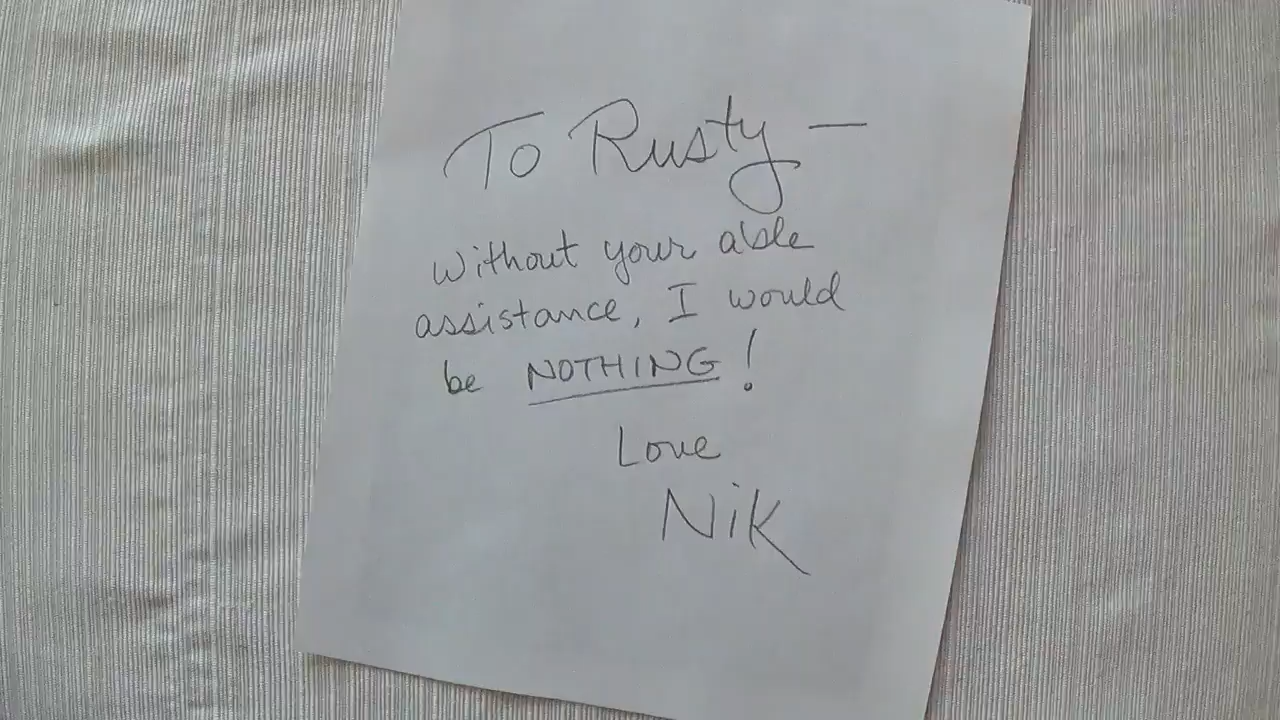 To Rusty —
Without your able
assistance, I would
be NOTHING!
Love
Nik